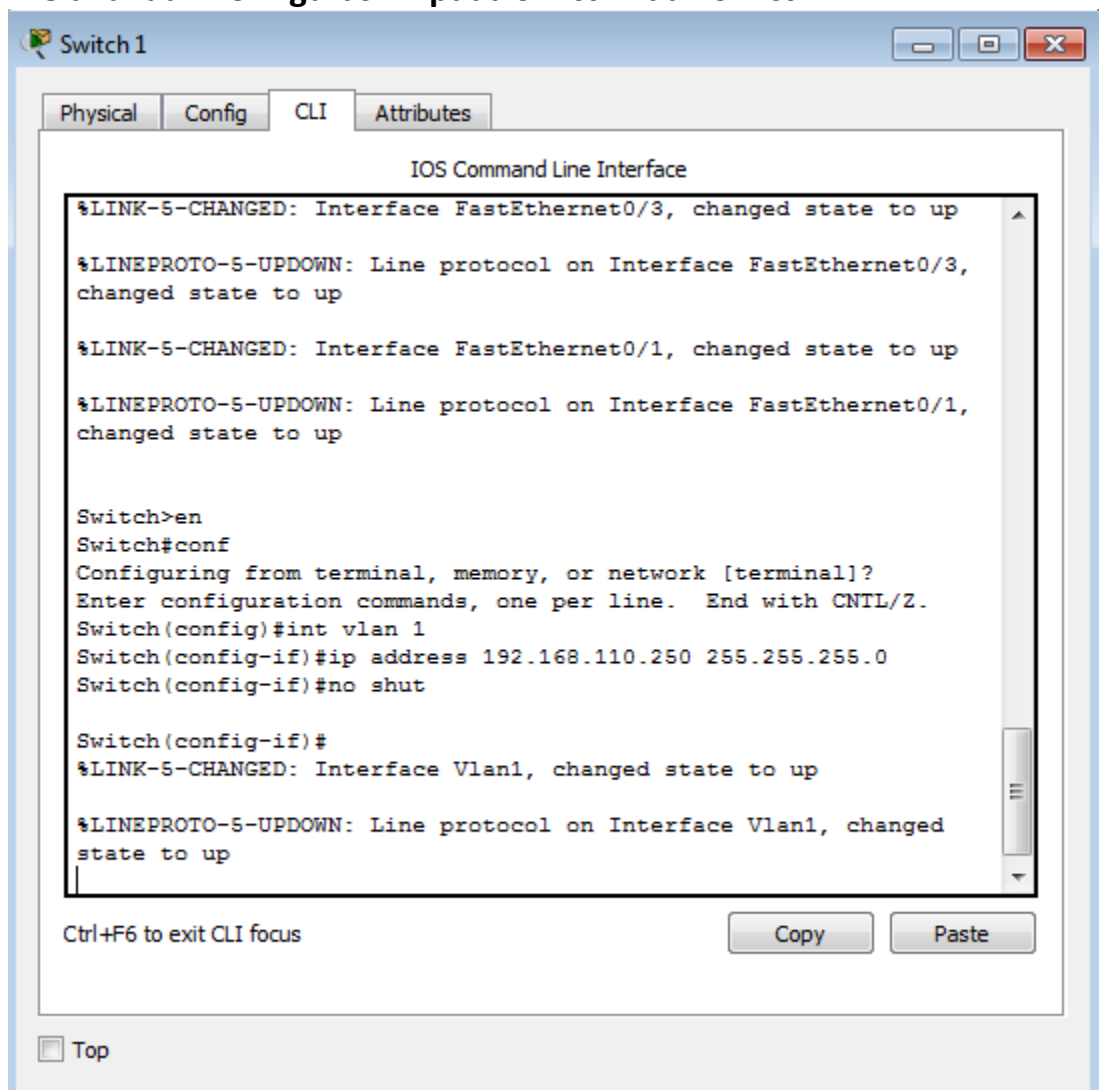 Switch 1
Physical Config CLI Attributes
IOS Command Line Interface
%LINK-5-CHANGED: Interface FastEthernet0/3, changed state to up
%LINEPROTO-5-UPDOWN: Line protocol on Interface FastEthernet0/3,
changed state to up
%LINK-5-CHANGED: Interface FastEthernet0/1, changed state to up
%LINEPROTO-5-UPDOWN: Line protocol on Interface FastEthernet0/1,
changed state to up
Switch>en
Switch#conf
Configuring from terminal, memory, or network [terminal]?
Enter configuration commands, one per line.  End with CNTL/Z.
Switch(config)#int vlan 1
Switch(config-if)#ip address 192.168.110.250 255.255.255.0
Switch(config-if)#no shut
Switch(config-if)#
%LINK-5-CHANGED: Interface Vlan1, changed state to up
%LINEPROTO-5-UPDOWN: Line protocol on Interface Vlan1, changed
state to up
Ctrl+F6 to exit CLI focus
Copy Paste
Top